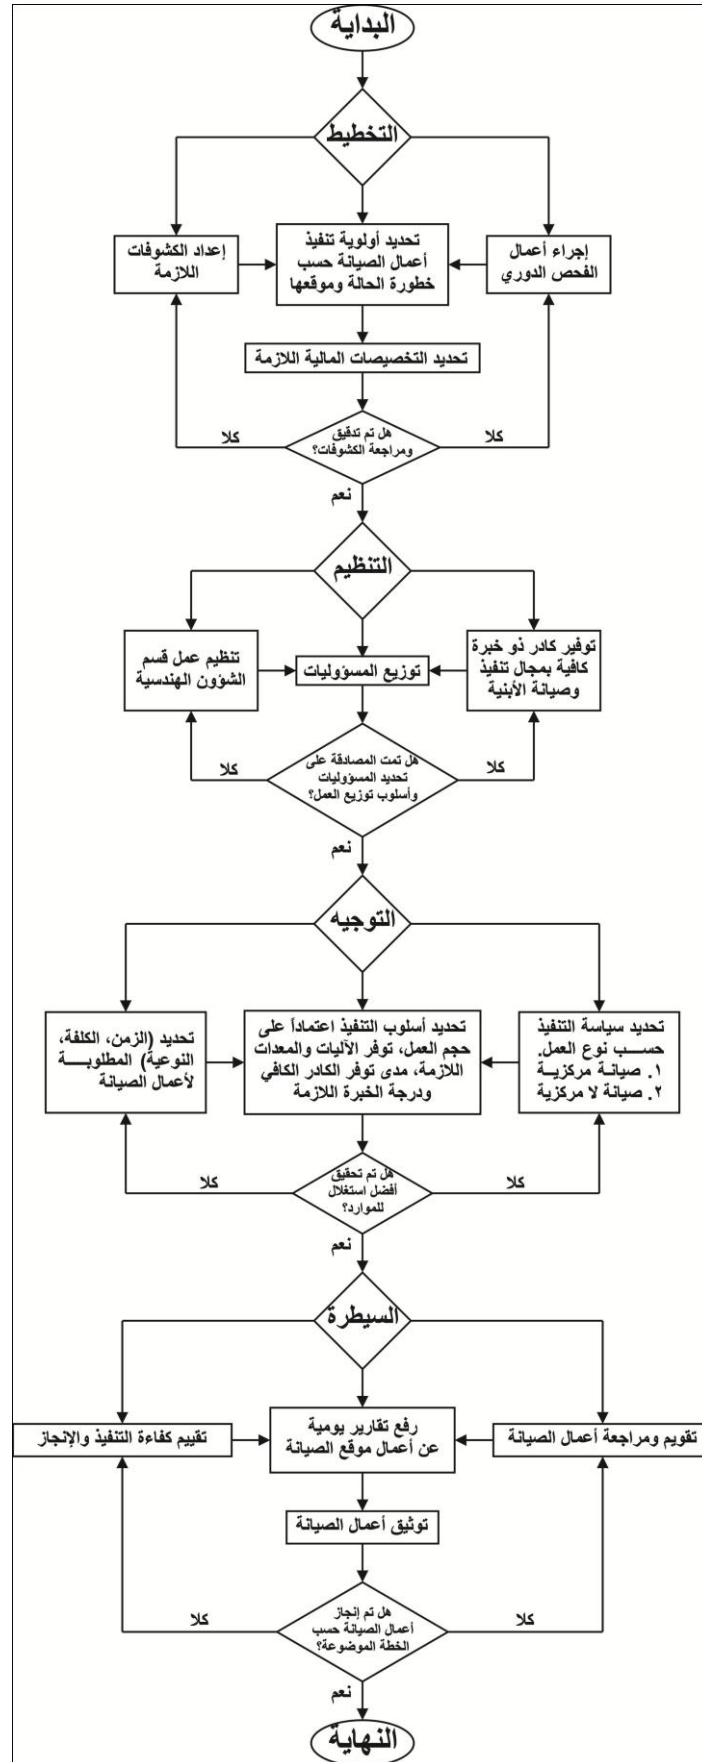 البداية
التخطيط
إجراء أعمال
الفحص الدوري
تحديد أولوية تنفيذ
أعمال الصيانة حسب
خطورة الحالة وموقعها
إعداد الكشوفات
اللازمة
تحديد التخصيصات المالية اللازمة
كلا
هل تم تدقيق
ومراجعة الكشوفات؟
كلا
نعم
التنظيم
توفير كادر ذو خبرة
كافية بمجال تنفيذ
وصيانة الأبنية
توزيع المسؤوليات
تنظيم عمل قسم
الشؤون الهندسية
كلا
هل تمت المصادقة على
تحديد المسؤوليات
وأسلوب توزيع العمل؟
كلا
نعم
التوجيه
تحديد سياسة التنفيذ
حسب نوع العمل.
١. صيانة مركزية
٢. صيانة لا مركزية
تحديد أسلوب التنفيذ اعتماداً على
حجم العمل، توفر الآليات والمعدات
اللازمة، مدى توفر الكادر الكافي
ودرجة الخبرة اللازمة
تحديد (الزمن، الكلفة،
النوعية) المطلوبة
لأعمال الصيانة
كلا
هل تم تحقيق
أفضل استغلال
للموارد؟
كلا
نعم
السيطرة
تقويم ومراجعة أعمال الصيانة
رفع تقارير يومية
عن أعمال موقع الصيانة
تقييم كفاءة التنفيذ والإنجاز
توثيق أعمال الصيانة
كلا
هل تم إنجاز
أعمال الصيانة حسب
الخطة الموضوعة؟
كلا
نعم
النهاية